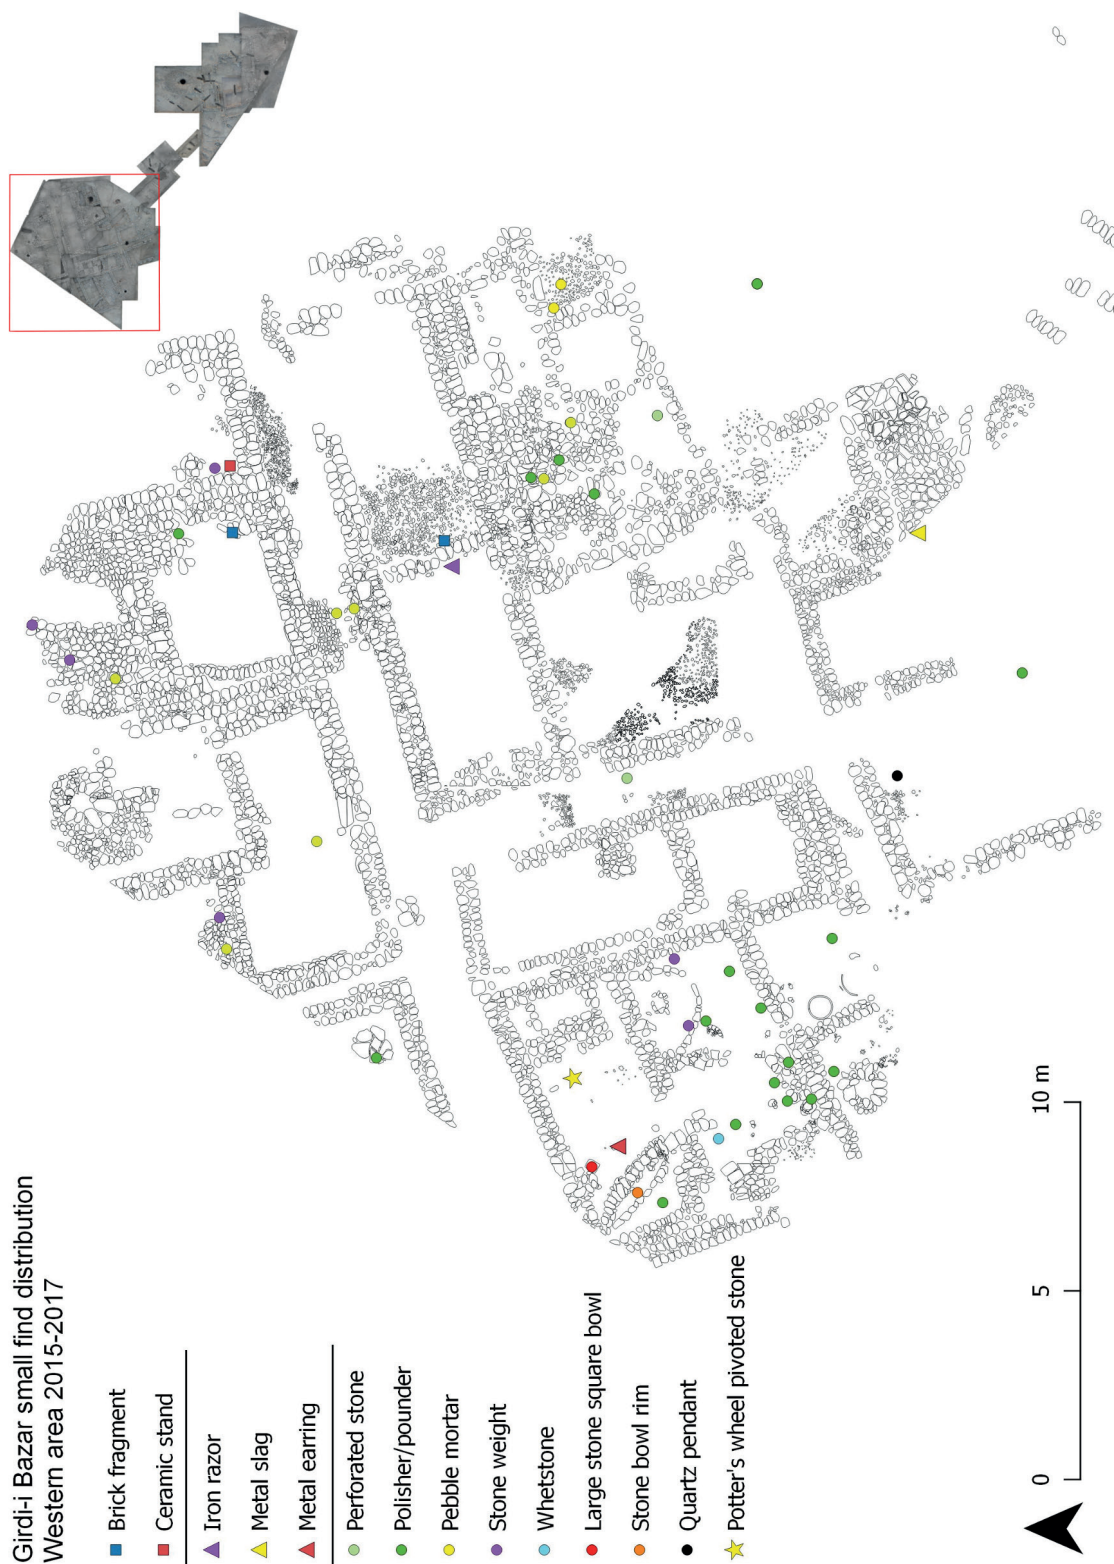 Girdi-i Bazar small find distribution
Western area 2015-2017
Brick fragment
Ceramic stand
Iron razor
Metal slag
Metal earring
Perforated stone
Polisher/pounder
Pebble mortar
Stone weight
Whetstone
Large stone square bowl
Stone bowl rim
Quartz pendant
Potter's wheel pivoted stone
0 5 10 m